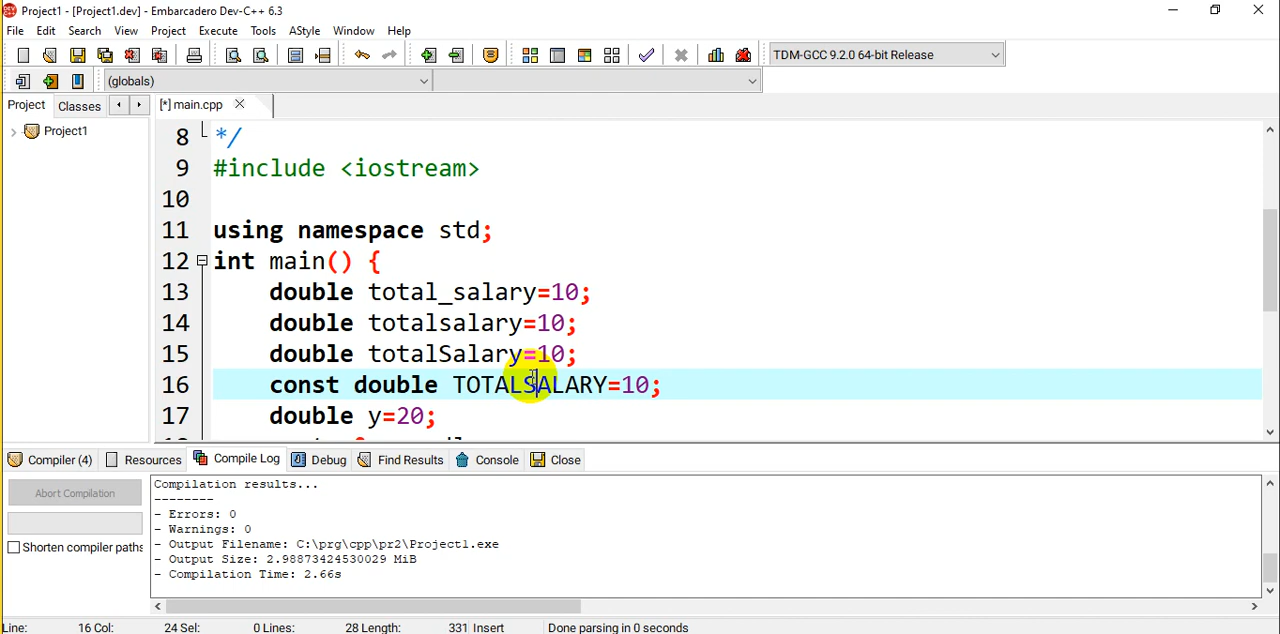 Project1 - [Project1.dev] - Embarcadero Dev-C++ 6.3
File Edit Search View Project Execute Tools AStyle Window Help
TDM-GCC 9.2.0 64-bit Release
(globals)
Project Classes [*] main.cpp
Project1
8 */
9 #include <iostream>
10
11 using namespace std;
12 int main() {
13 double total_salary=10;
14 double totalsalary=10;
15 double totalSalary=10;
16 const double TOTALSALARY=10;
17 double y=20;
Compiler (4) Resources Compile Log Debug Find Results Console Close
Abort Compilation
Shorten compiler paths
Compilation results...
--------
- Errors: 0
- Warnings: 0
- Output Filename: C:\prg\cpp\pr2\Project1.exe
- Output Size: 2.98873424530029 MiB
- Compilation Time: 2.66s
Line: 16 Col: 24 Sel: 0 Lines: 28 Length: 331 Insert Done parsing in 0 seconds